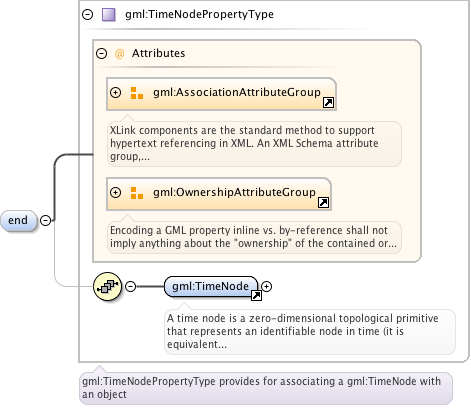 gml:TimeNodePropertyType
@ Attributes
gml:AssociationAttributeGroup
XLink components are the standard method to support
hypertext referencing in XML. An XML Schema attribute
group,...
gml:OwnershipAttributeGroup
Encoding a GML property inline vs. by-reference shall not
imply anything about the "ownership" of the contained or...
end
gml:TimeNode
A time node is a zero-dimensional topological primitive
that represents an identifiable node in time (it is
equivalent...
gml:TimeNodePropertyType provides for associating a gml:TimeNode with
an object